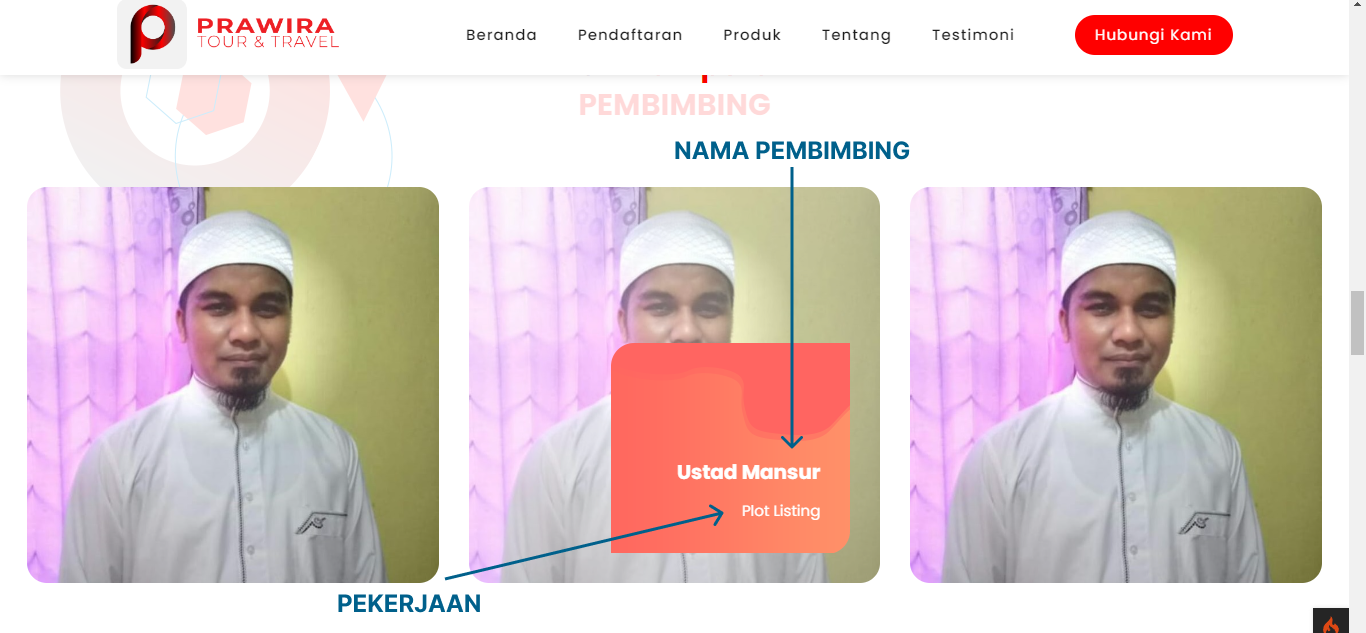 PRAWIRA
TOUR & TRAVEL
Beranda
Pendaftaran
Produk
Tentang
Testimoni
Hubungi Kami
PEMBIMBING
NAMA PEMBIMBING
Ustad Mansur
Plot Listing
PEKERJAAN